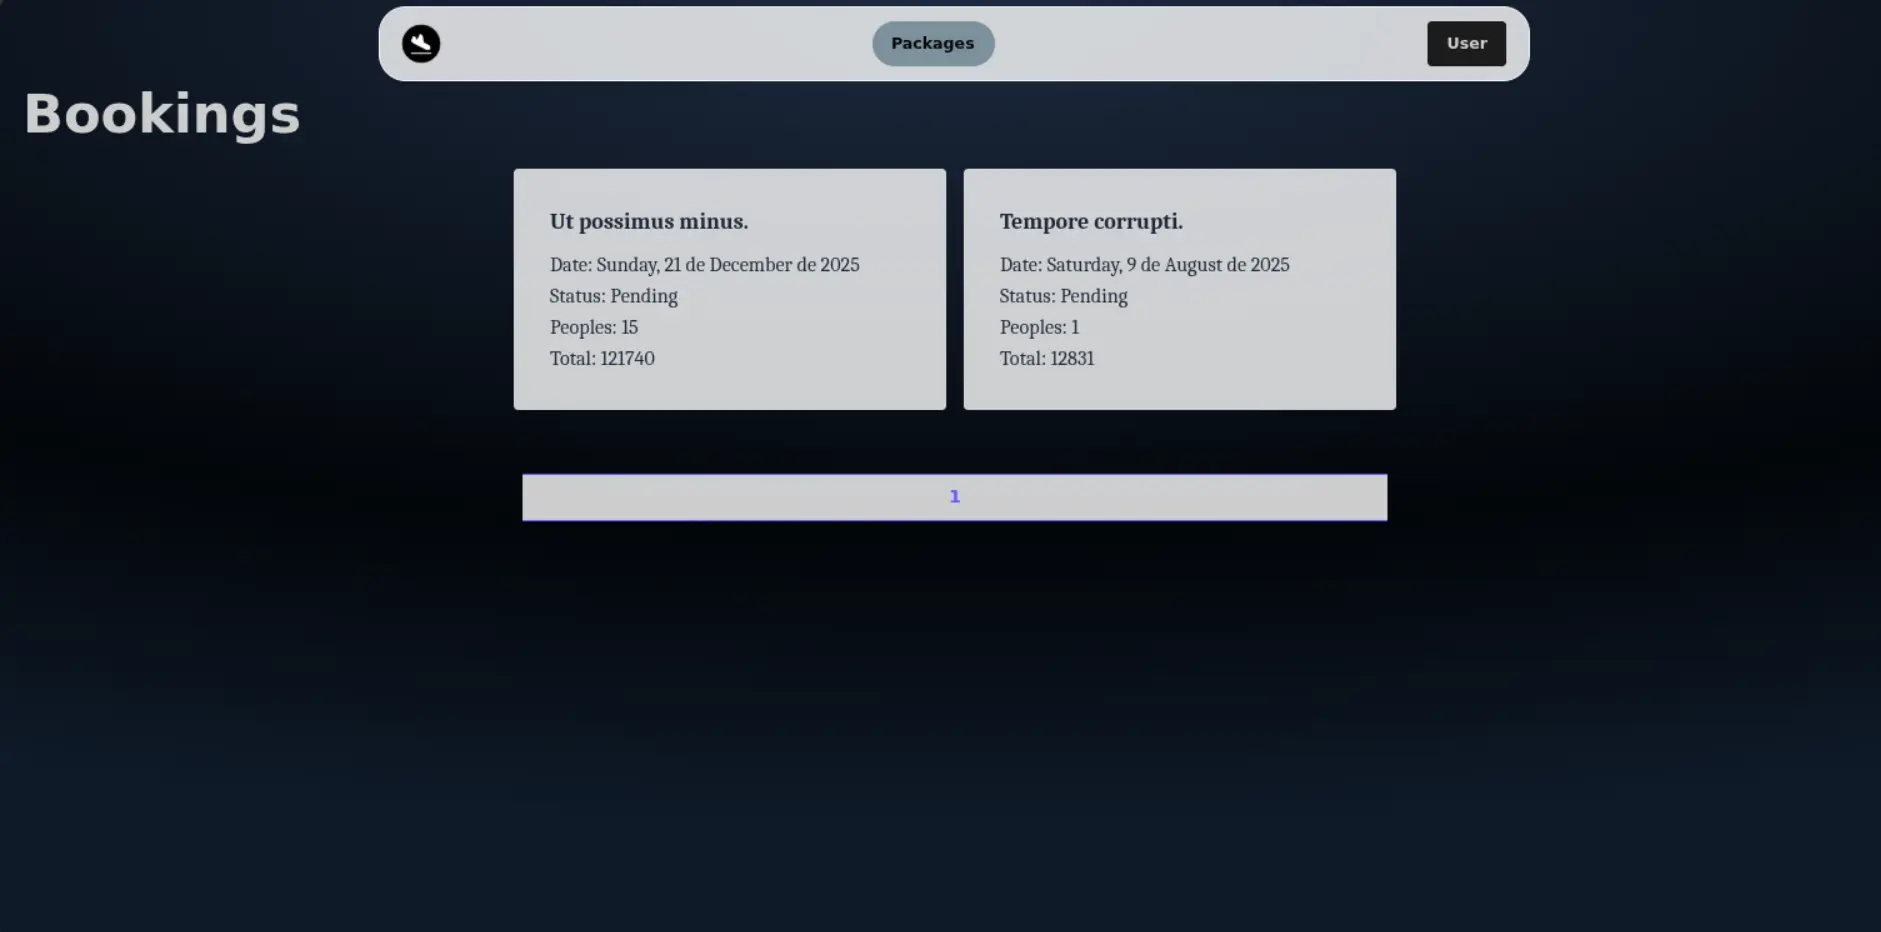 Packages
User
Bookings
Ut possimus minus.
Date: Sunday, 21 de December de 2025
Status: Pending
Peoples: 15
Total: 121740
Tempore corrupti.
Date: Saturday, 9 de August de 2025
Status: Pending
Peoples: 1
Total: 12831
1